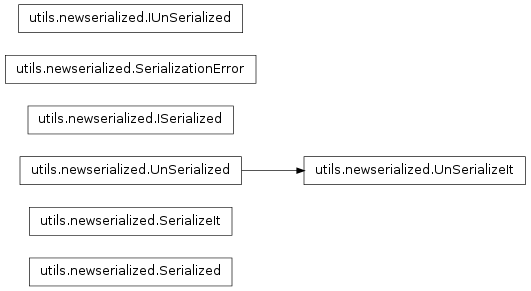 utils.newserialized.IUnSerialized
utils.newserialized.SerializationError
utils.newserialized.ISerialized
utils.newserialized.UnSerialized
utils.newserialized.UnSerializeIt
utils.newserialized.SerializeIt
utils.newserialized.Serialized